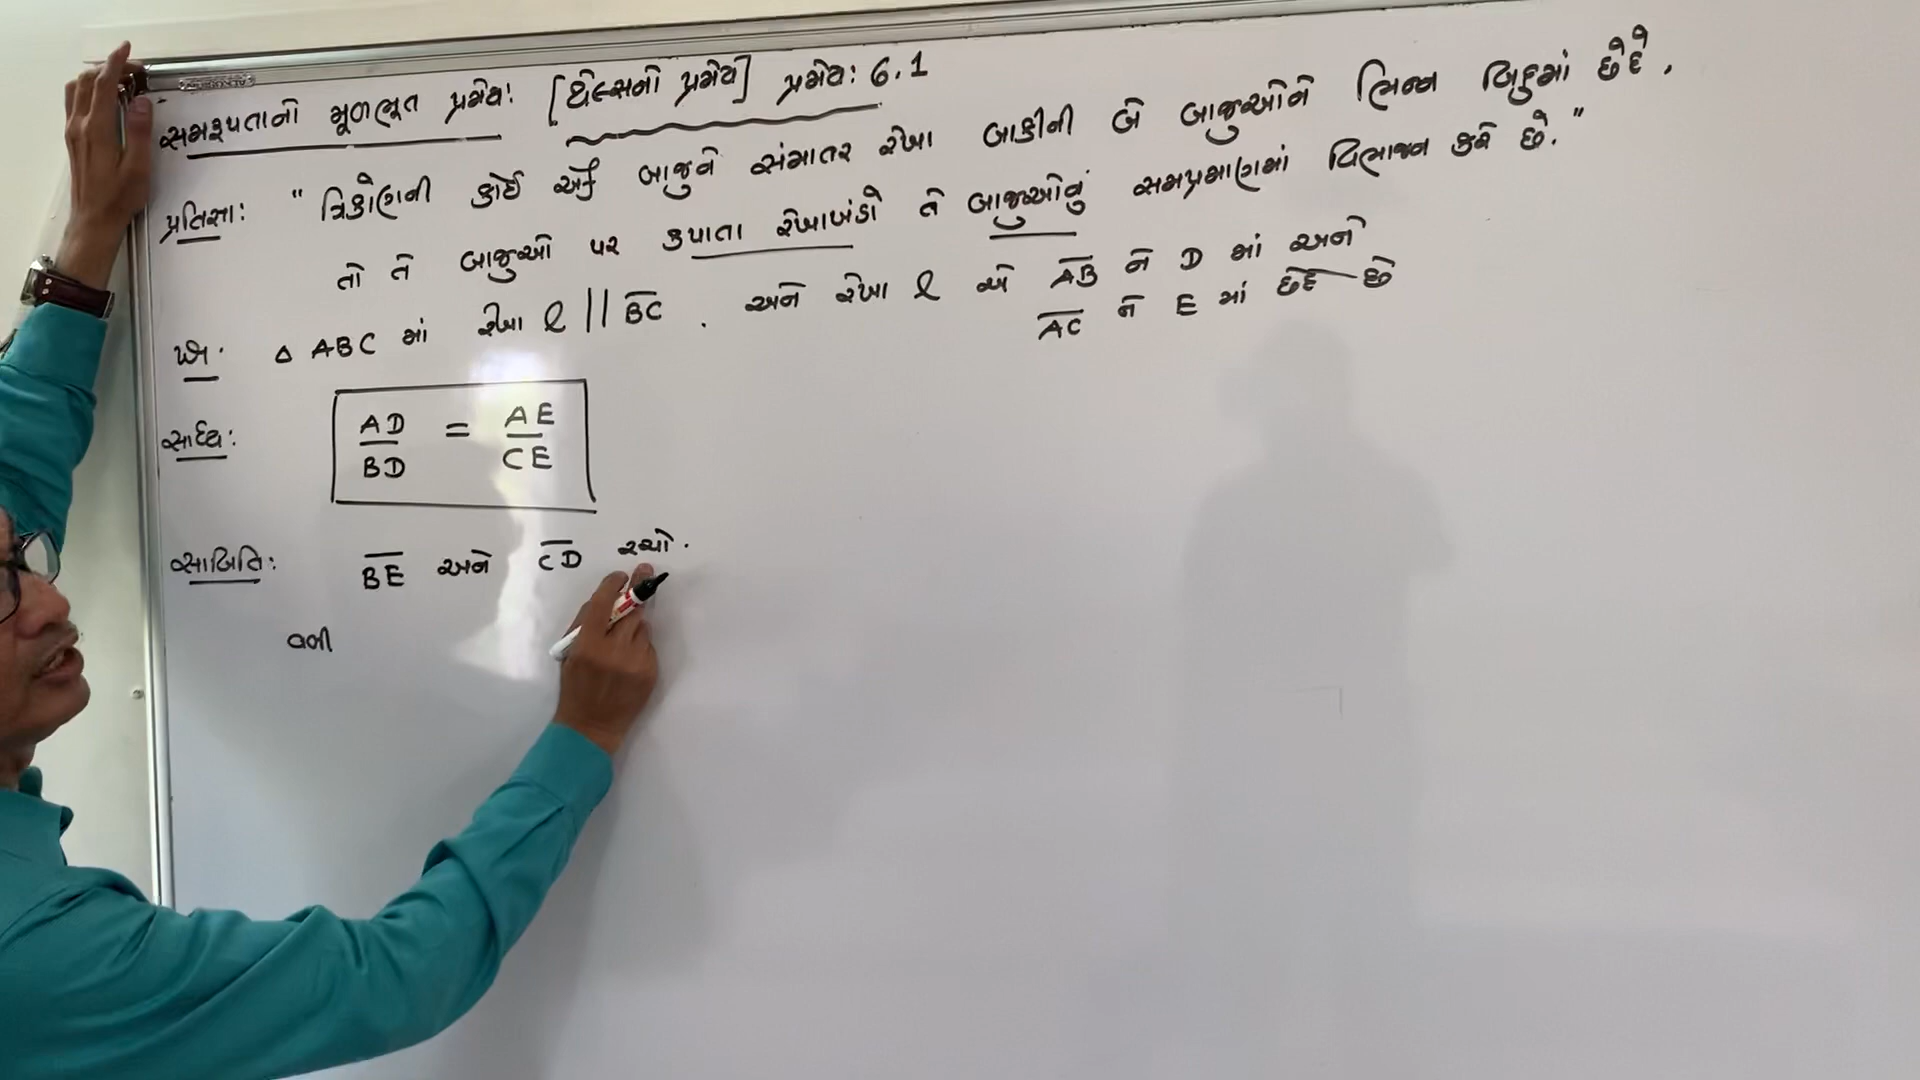 સમરૂપતાનો મૂળભૂત પ્રમેય: [થેલ્સનો પ્રમેય] પ્રમેય: 6.1
પ્રતિજ્ઞા: " ત્રિકોણની કોઈ એક બાજુને સમાંતર રેખા બાકીની બે બાજુઓને ભિન્ન બિંદુમાં છેદે,
તો તે બાજુઓ પર કપાતા રેખાખંડો તે બાજુઓનું સમપ્રમાણમાં વિભાજન કરે છે. "
પક્ષ: △ ABC માં રેખા l || BC . અને રેખા l એ AB ને D માં અને
AC ને E માં છેદે છે
સાધ્ય: AD/BD = AE/CE
સાબિતિ: BE અને CD રચો.
વળી